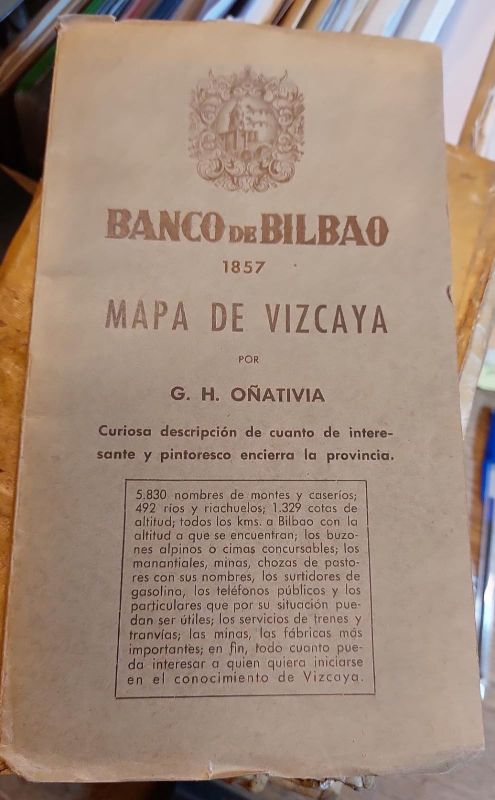 BANCO DE BILBAO
1857
MAPA DE VIZCAYA
POR
G. H. OÑATIVIA
Curiosa descripción de cuanto de intere-
sante y pintoresco encierra la provincia.
5.830 nombres de montes y caseríos;
492 ríos y riachuelos; 1.329 cotas de
altitud; todos los kms. a Bilbao con la
altitud a que se encuentran; los buzo-
nes alpinos o cimas concursables; los
manantiales, minas, chozas de pasto-
res con sus nombres, los surtidores de
gasolina, los teléfonos públicos y los
particulares que por su situación pue-
dan ser útiles; los servicios de trenes y
tranvías; las minas, las fábricas más
importantes; en fin, todo cuanto pue-
da interesar a quien quiera iniciarse
en el conocimiento de Vizcaya.